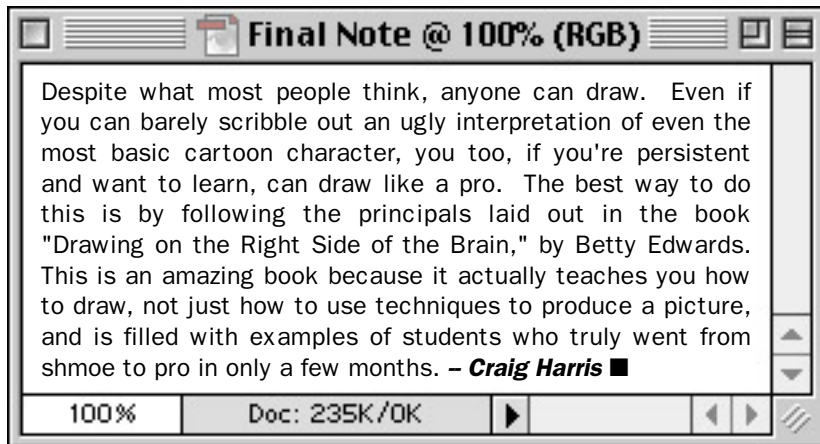 Final Note @ 100% (RGB)
Despite what most people think, anyone can draw.  Even if
you can barely scribble out an ugly interpretation of even the
most basic cartoon character, you too, if you're persistent
and want to learn, can draw like a pro.  The best way to do
this is by following the principals laid out in the book
"Drawing on the Right Side of the Brain," by Betty Edwards.
This is an amazing book because it actually teaches you how
to draw, not just how to use techniques to produce a picture,
and is filled with examples of students who truly went from
shmoe to pro in only a few months. – Craig Harris ■
100% Doc: 235K/0K